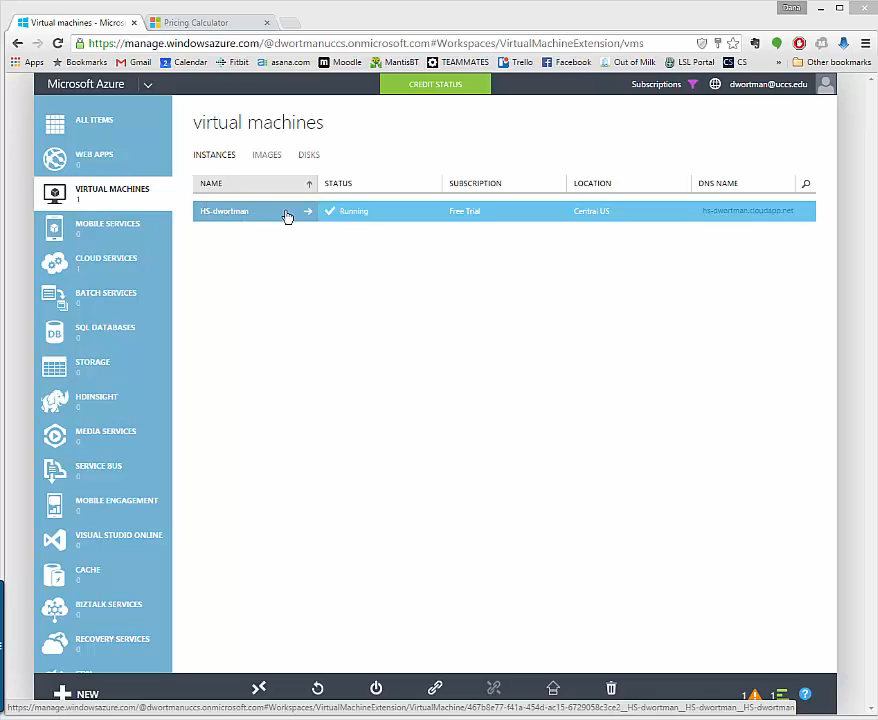 Dana
Virtual machines - Micros
Pricing Calculator
https://manage.windowsazure.com/@dwortmanuccs.onmicrosoft.com#Workspaces/VirtualMachineExtension/vms
Apps
Bookmarks
Gmail
Calendar
Fitbit
asana.com
Moodle
MantisBT
TEAMMATES
Trello
Facebook
Out of Milk
LSL Portal
CS
»
Other bookmarks
Microsoft Azure
CREDIT STATUS
Subscriptions
dwortman@uccs.edu
ALL ITEMS
WEB APPS
0
VIRTUAL MACHINES
1
MOBILE SERVICES
0
CLOUD SERVICES
1
BATCH SERVICES
0
SQL DATABASES
0
STORAGE
0
HDINSIGHT
0
MEDIA SERVICES
0
SERVICE BUS
0
MOBILE ENGAGEMENT
0
VISUAL STUDIO ONLINE
0
CACHE
0
BIZTALK SERVICES
0
RECOVERY SERVICES
0
virtual machines
INSTANCES IMAGES DISKS
NAME STATUS SUBSCRIPTION LOCATION DNS NAME
HS-dwortman Running Free Trial Central US hs-dwortman.cloudapp.net
NEW
1
1
?
https://manage.windowsazure.com/@dwortmanuccs.onmicrosoft.com#Workspaces/VirtualMachineExtension/VirtualMachine/467b8e77-f41a-454d-ac15-6729058c3ce2__HS-dwortman__HS-dwortman__HS-dwortman